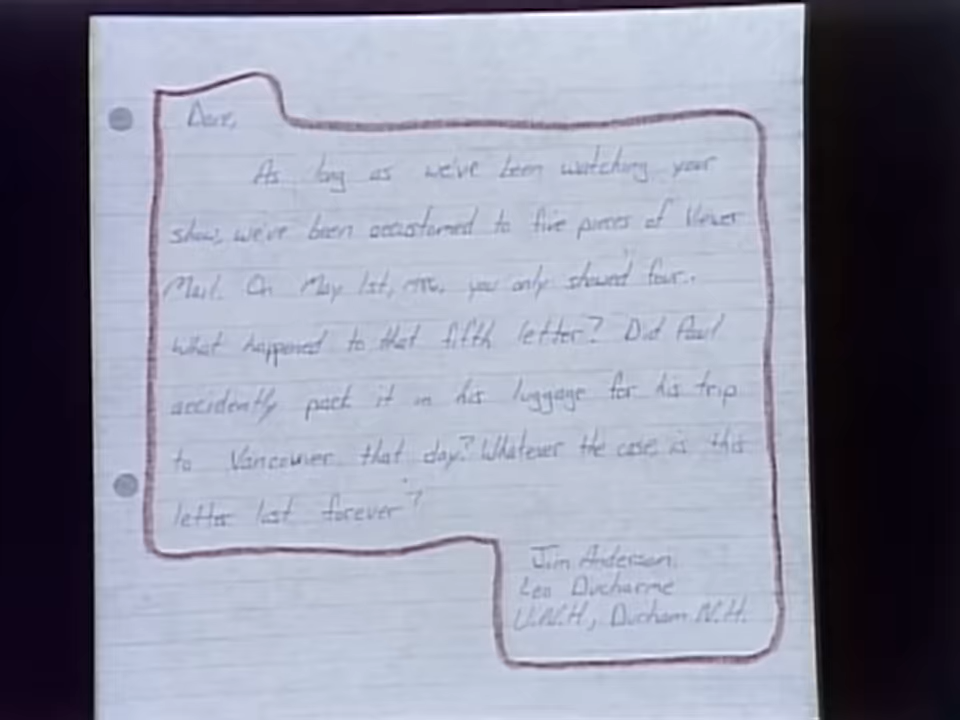 Dave,
As long as we've been watching your
show, we've been accustomed to five pieces of Viewer
Mail. On May 1st, you only showed four.
What happened to that fifth letter? Did Paul
accidently pack it in his luggage for his trip
to Vancouver that day? Whatever the case, is this
letter lost forever?
Jim Anderson
Leo Ducharme
U.N.H., Durham N.H.